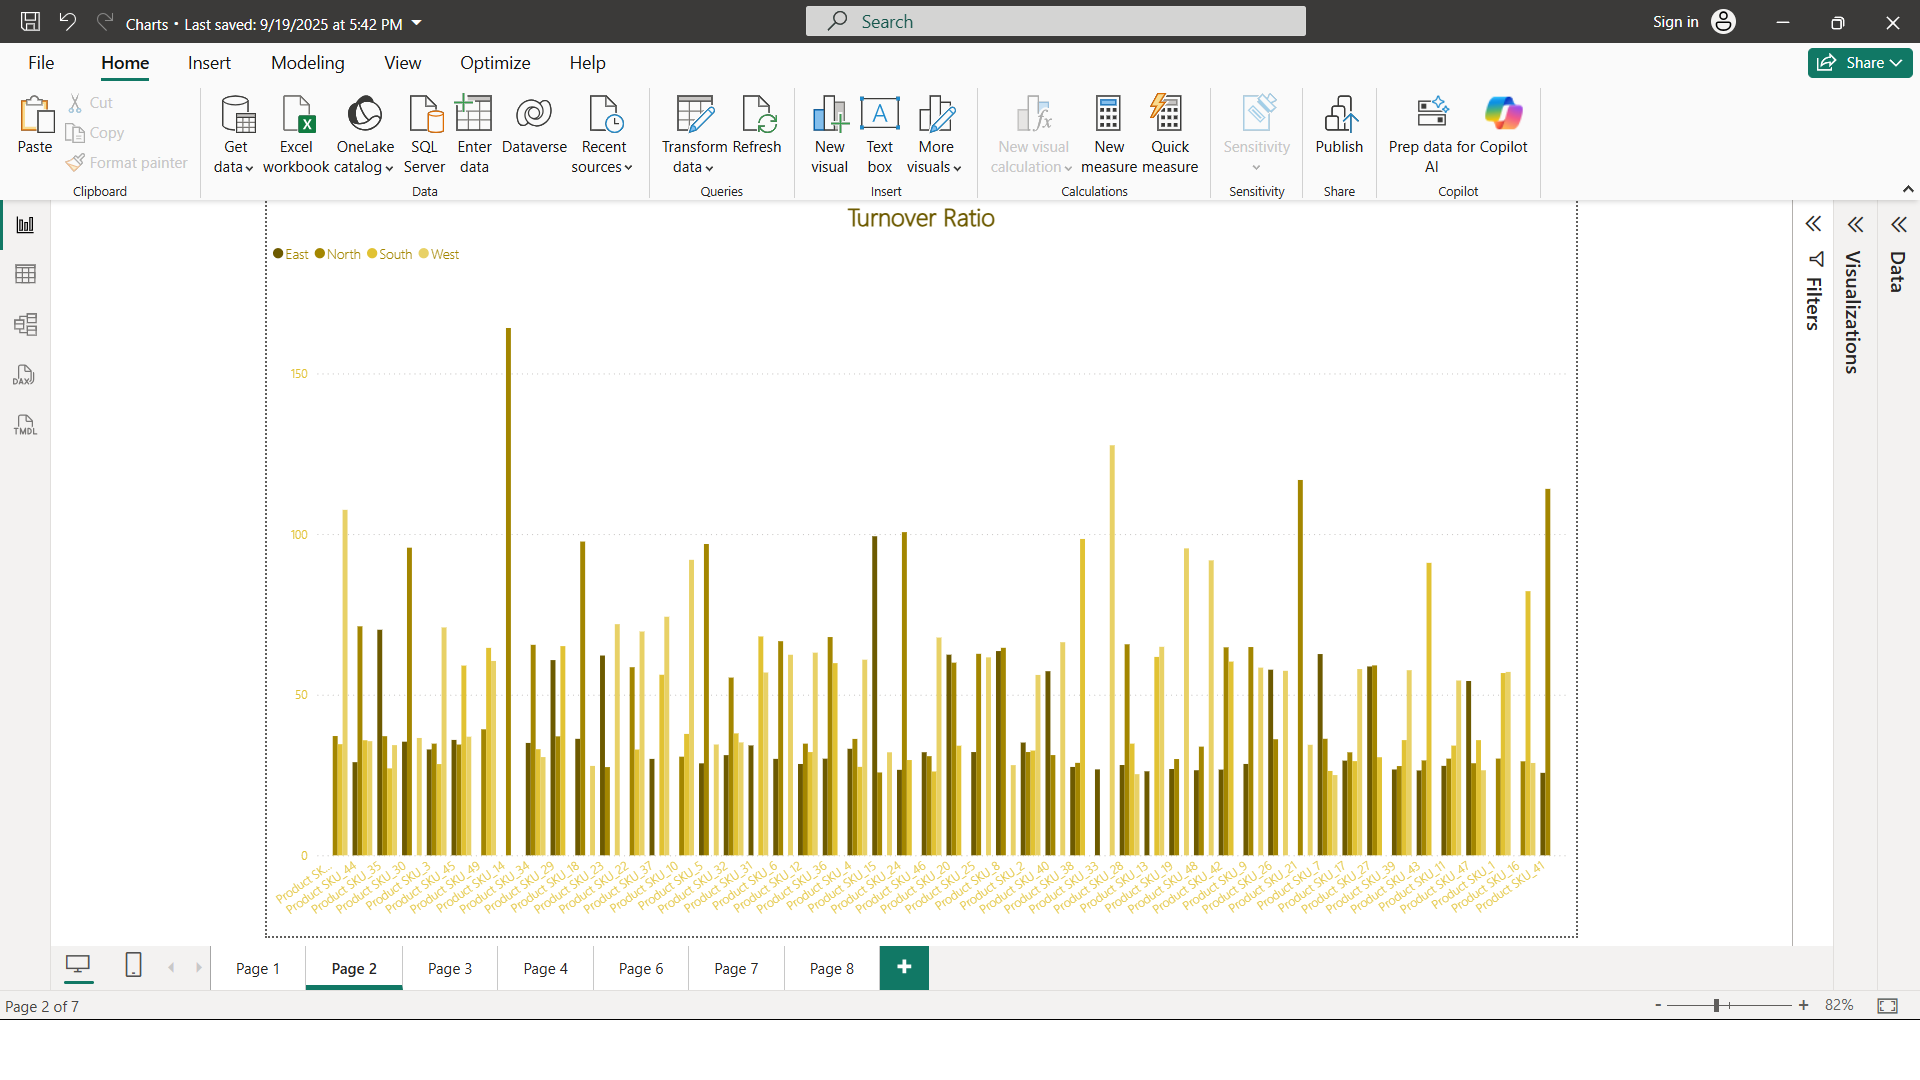 Charts • Last saved: 9/19/2025 at 5:42 PM
Search
Sign in
File Home Insert Modeling View Optimize Help
Share
Paste
Cut
Copy
Format painter
Clipboard
Get data
Excel workbook
OneLake catalog
SQL Server
Enter data
Dataverse
Recent sources
Data
Transform data
Refresh
Queries
New visual
Text box
More visuals
Insert
New visual calculation
New measure
Quick measure
Calculations
Sensitivity
Sensitivity
Publish
Share
Prep data for AI
Copilot
Copilot
DAX
TMDL
Turnover Ratio
East North South West
150
100
50
0
Product SK...
Product SKU_44
Product SKU_35
Product SKU_30
Product SKU_3
Product SKU_45
Product SKU_49
Product SKU_14
Product SKU_34
Product SKU_29
Product SKU_18
Product SKU_23
Product SKU_22
Product SKU_37
Product SKU_10
Product SKU_5
Product SKU_32
Product SKU_31
Product SKU_6
Product SKU_12
Product SKU_36
Product SKU_4
Product SKU_15
Product SKU_24
Product SKU_46
Product SKU_20
Product SKU_25
Product SKU_8
Product SKU_2
Product SKU_40
Product SKU_38
Product SKU_33
Product SKU_28
Product SKU_13
Product SKU_19
Product SKU_48
Product SKU_42
Product SKU_9
Product SKU_26
Product SKU_21
Product SKU_7
Product SKU_17
Product SKU_27
Product SKU_39
Product SKU_43
Product SKU_11
Product SKU_47
Product SKU_1
Product SKU_16
Product SKU_41
Filters
Visualizations
Data
Page 1 Page 2 Page 3 Page 4 Page 6 Page 7 Page 8 +
Page 2 of 7
- + 82%